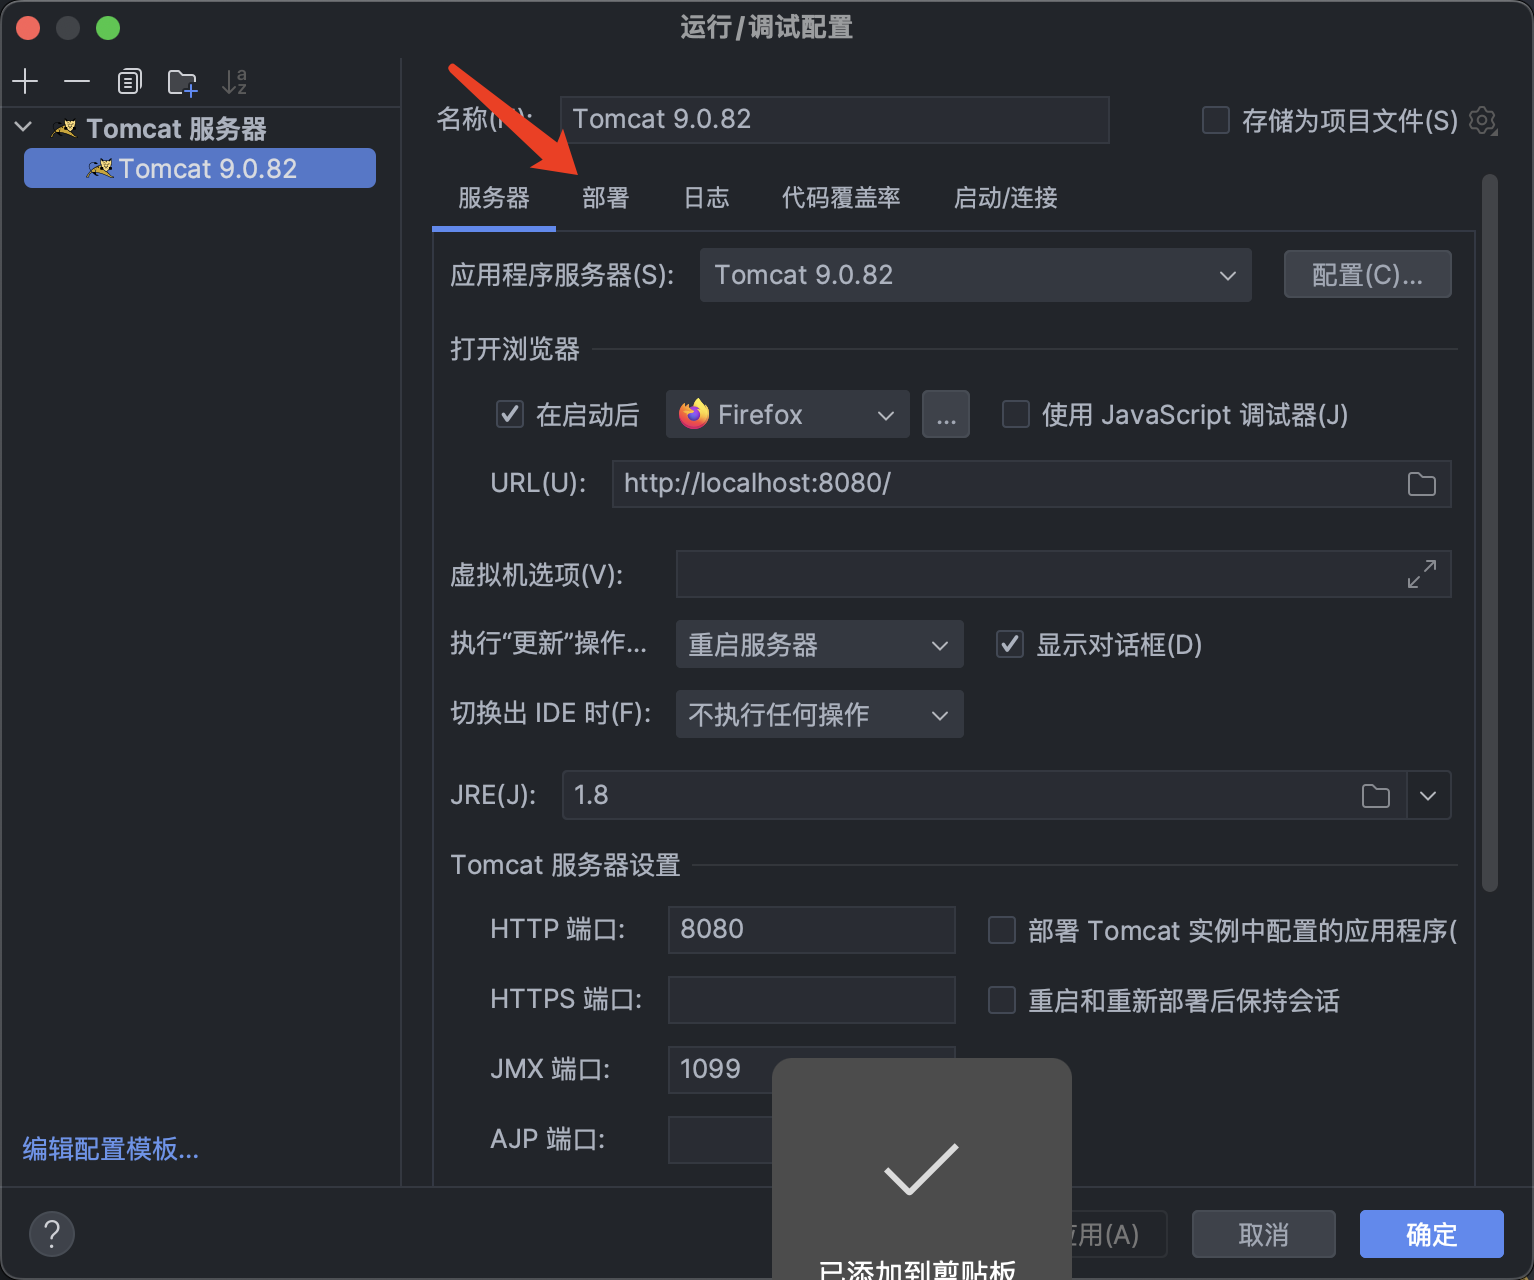 运行/调试配置
Tomcat 服务器
Tomcat 9.0.82
编辑配置模板...
名称(
Tomcat 9.0.82
存储为项目文件(S)
服务器 部署 日志 代码覆盖率 启动/连接
应用程序服务器(S): Tomcat 9.0.82 配置(C)...
打开浏览器
在启动后 Firefox ... 使用 JavaScript 调试器(J)
URL(U): http://localhost:8080/
虚拟机选项(V):
执行“更新”操作... 重启服务器 显示对话框(D)
切换出 IDE 时(F): 不执行任何操作
JRE(J): 1.8
Tomcat 服务器设置
HTTP 端口: 8080 部署 Tomcat 实例中配置的应用程序(
HTTPS 端口: 重启和重新部署后保持会话
JMX 端口: 1099
AJP 端口:
已添加到剪贴板
? 用(A) 取消 确定